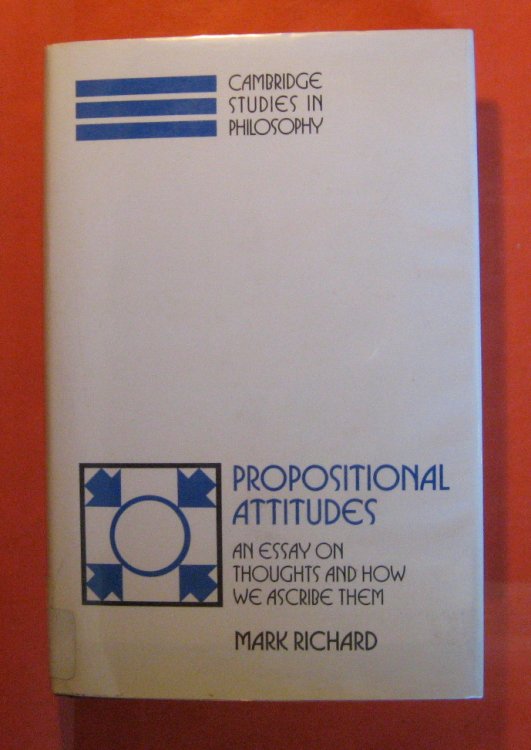 CAMBRIDGE
STUDIES IN
PHILOSOPHY
PROPOSITIONAL
ATTITUDES
AN ESSAY ON
THOUGHTS AND HOW
WE ASCRIBE THEM
MARK RICHARD